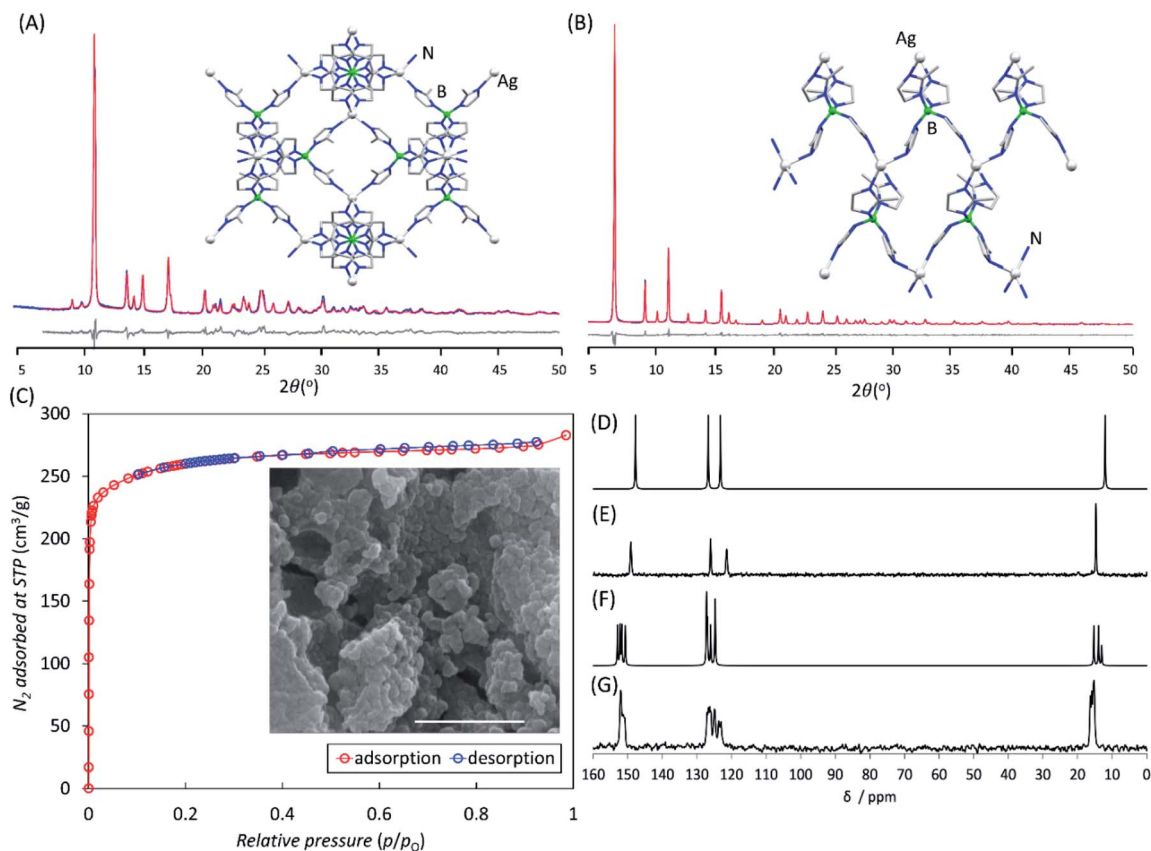 (A)
N
Ag
B
5 10 15 20 25 30 35 40 45 50
2θ(°)
(B)
Ag
B
N
5 10 15 20 25 30 35 40 45 50
2θ(°)
(C)
300
250
200
150
100
50
0
N₂ adsorbed at STP (cm³/g)
adsorption desorption
0 0.2 0.4 0.6 0.8 1
Relative pressure (p/p₀)
(D)
(E)
(F)
(G)
160 150 140 130 120 110 100 90 80 70 60 50 40 30 20 10 0
δ / ppm